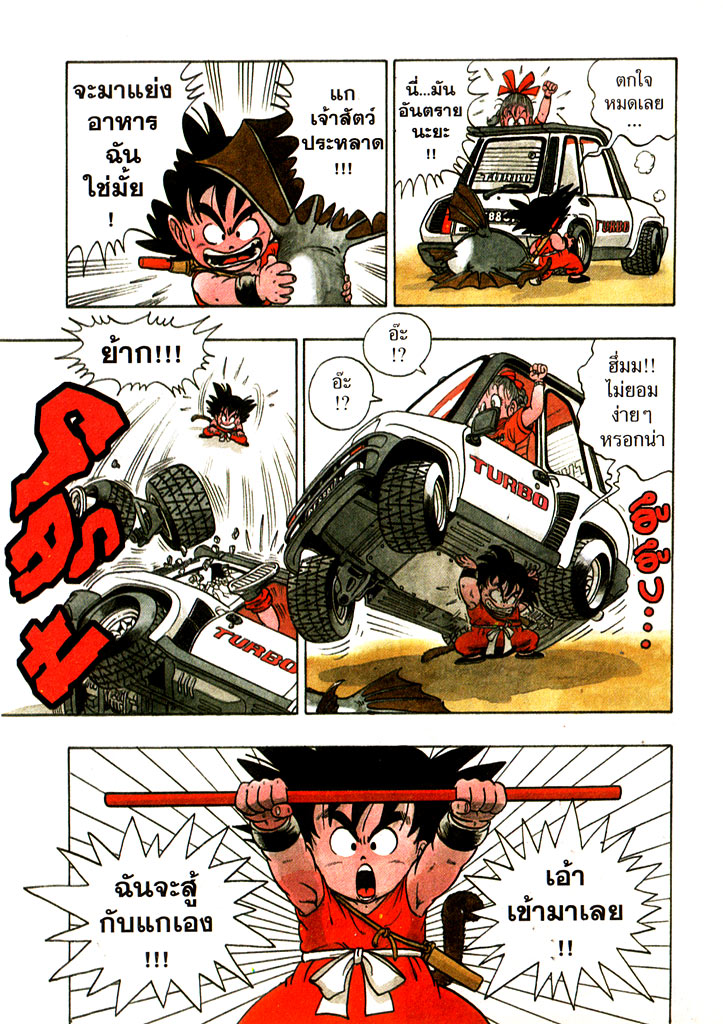 ตกใจ
หมดเลย
...
นี่...มัน
อันตราย
นะยะ
!!
TURBO
TURBO
แก
เจ้าสัตว์
ประหลาด
!!!
จะมาแย่ง
อาหาร
ฉัน
ใช่มั้ย
!
ฮึ่มม!!
ไม่ยอม
ง่ายๆ
หรอกน่า
อ๊ะ
!?
อ๊ะ
!?
TURBO
ย้าก!!!
TURBO
เอ้า
เข้ามาเลย
!!
ฉันจะสู้
กับแกเอง
!!!